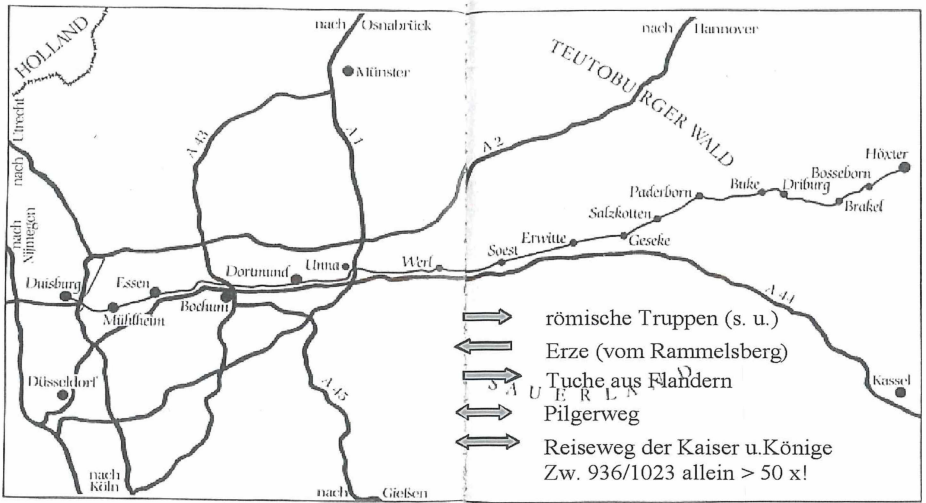 HOLLAND
nach Osnabrück
Münster
nach Hannover
TEUTOBURGER WALD
nach Utrecht
A 43
A 1
A 2
Höxter
Bosseborn
Driburg
Buke
Brakel
Paderborn
Salzkotten
Geseke
Erwitte
Soest
Werl
Unna
Dortmund
nach Nijmegen
Duisburg
Essen
Mühlheim
Bochum
A 44
Düsseldorf
A 45
SAUERLAND
Kassel
nach Köln
nach Gießen
römische Truppen (s. u.)
Erze (vom Rammelsberg)
Tuche aus Flandern
Pilgerweg
Reiseweg der Kaiser u.Könige
Zw. 936/1023 allein > 50 x!